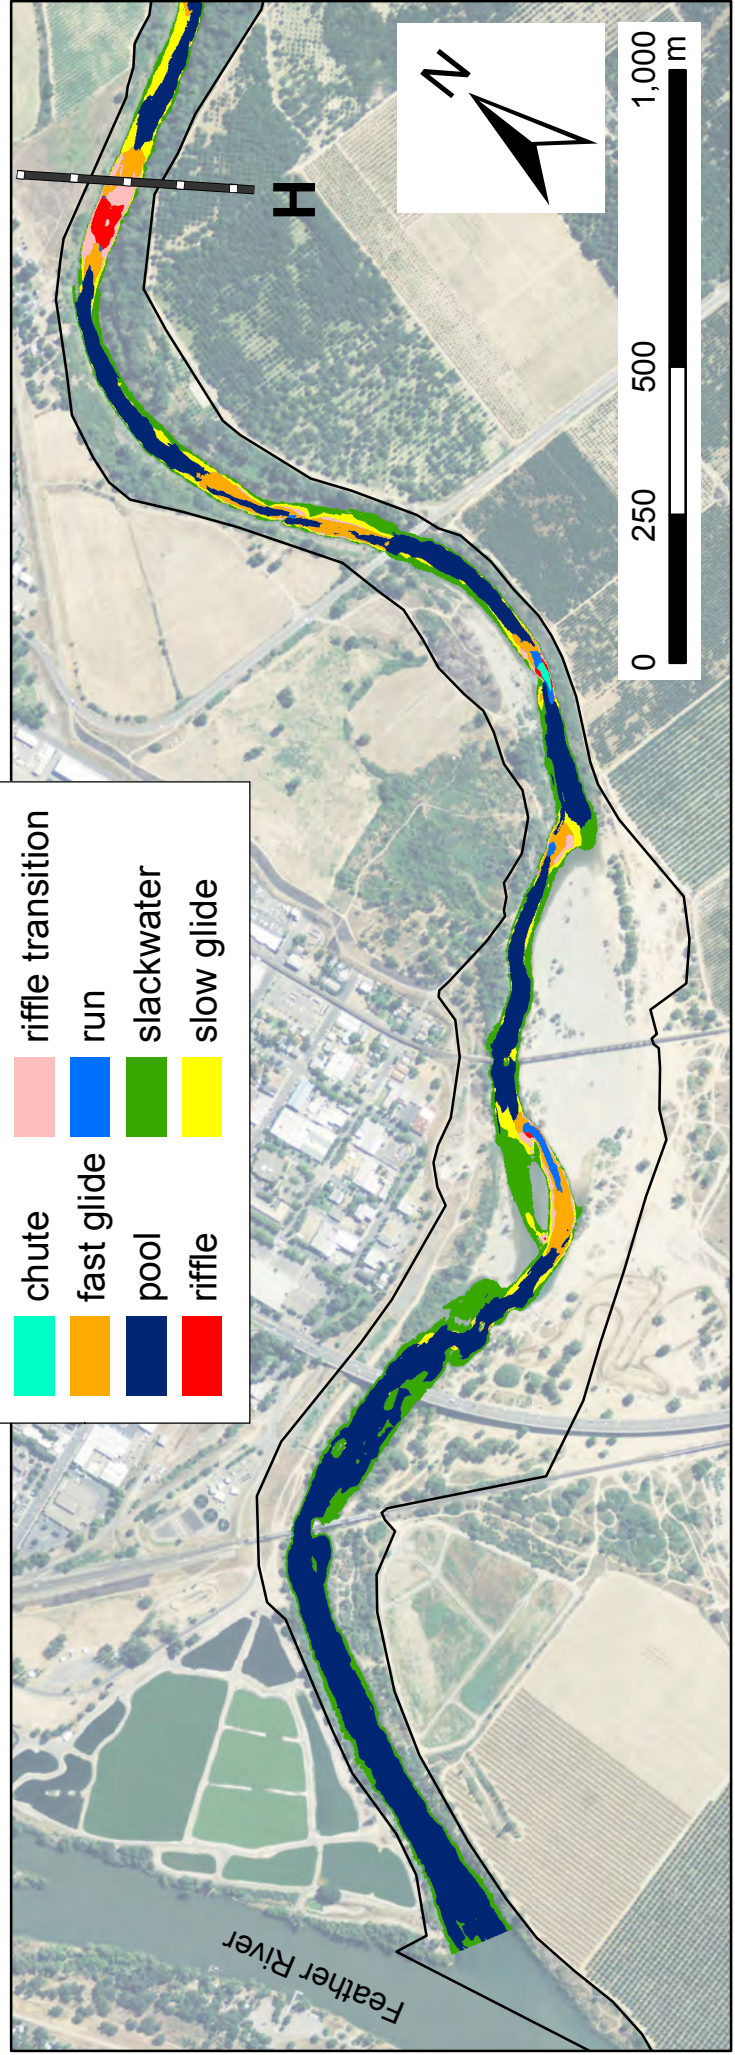 chute
fast glide
pool
riffle
riffle transition
run
slackwater
slow glide
H
N
0 250 500 1,000
m
Feather River